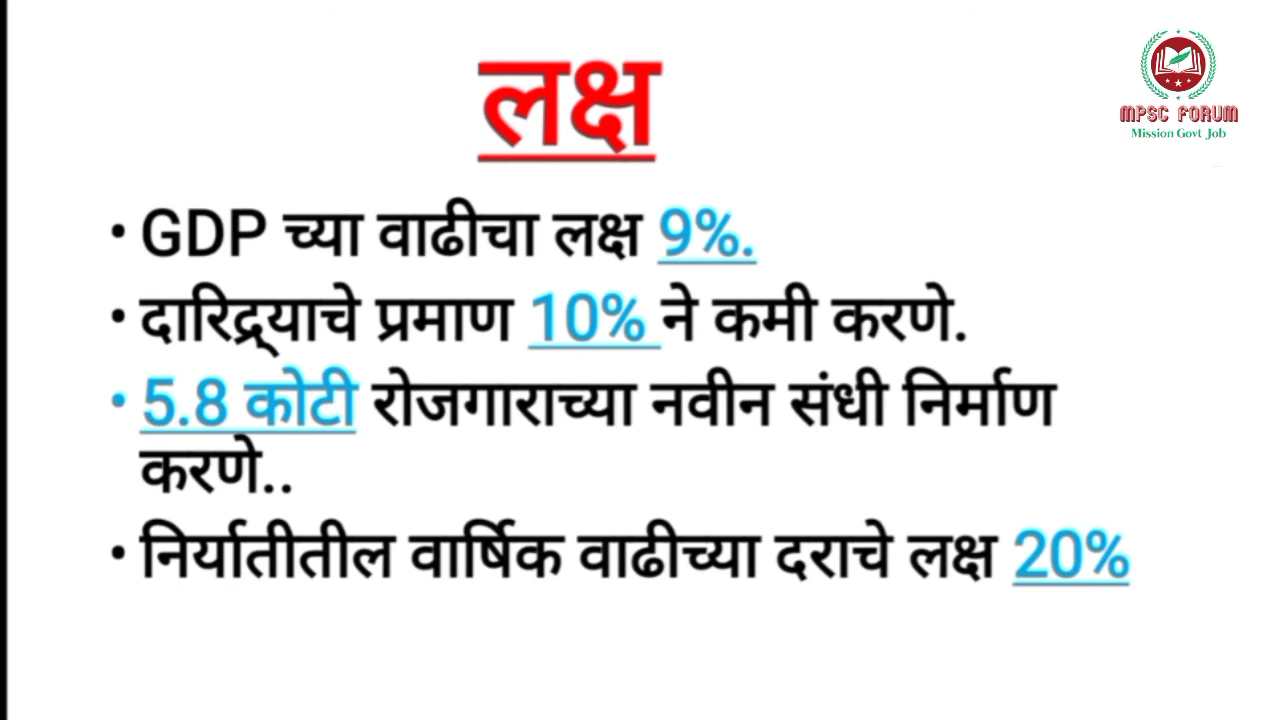 लक्ष
MPSC FORUM
Mission Govt Job
• GDP च्या वाढीचा लक्ष 9%.
• दारिद्र्याचे प्रमाण 10% ने कमी करणे.
• 5.8 कोटी रोजगाराच्या नवीन संधी निर्माण
करणे..
• निर्यातीतील वार्षिक वाढीच्या दराचे लक्ष 20%